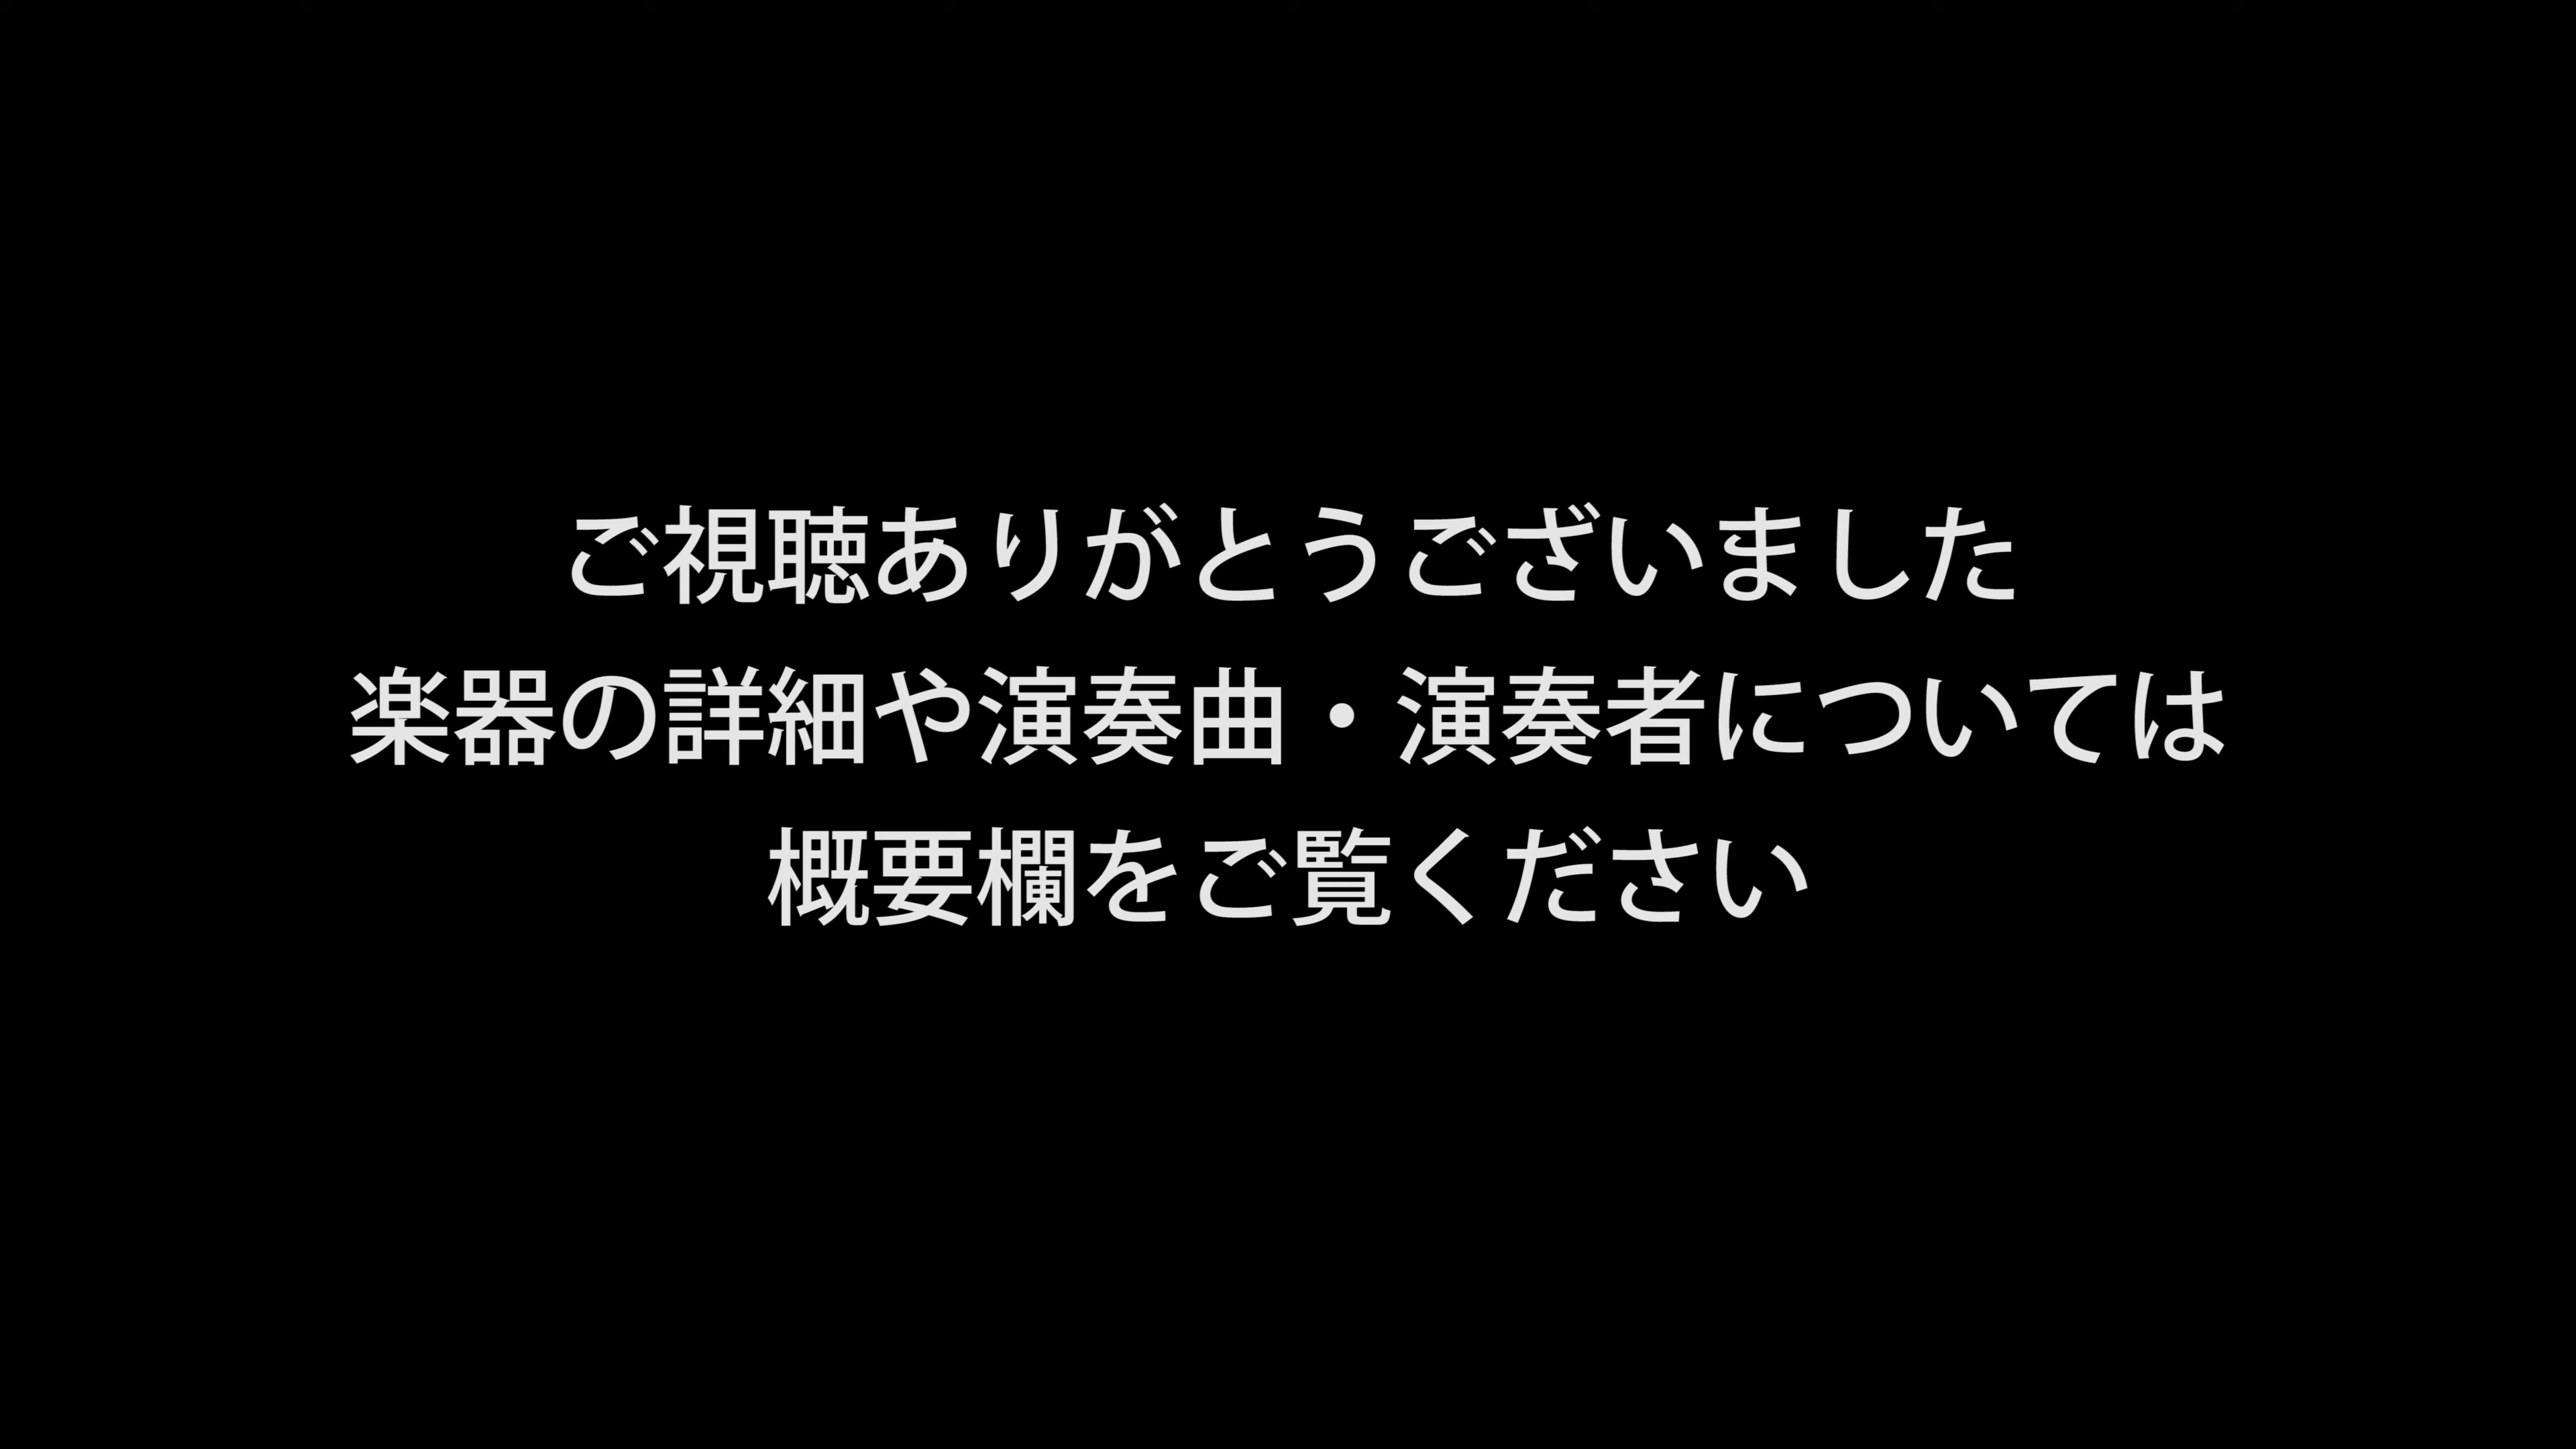 ご視聴ありがとうございました
楽器の詳細や演奏曲・演奏者については
概要欄をご覧ください